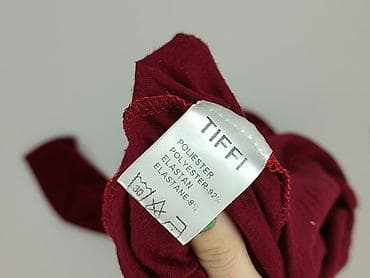 TIFFI
POLIESTER
POLYESTER-92%
ELASTAN
ELASTANE-8%
30